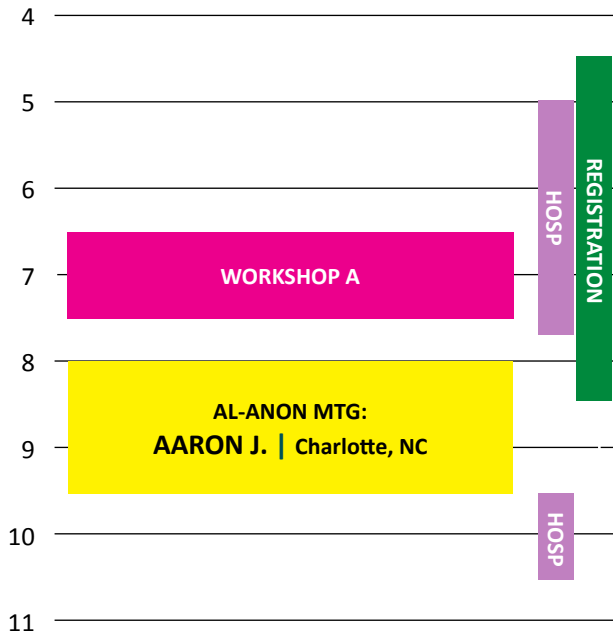 4
5
6
7
8
9
10
11
WORKSHOP A
AL-ANON MTG:
AARON J. | Charlotte, NC
HOSP
REGISTRATION
HOSP